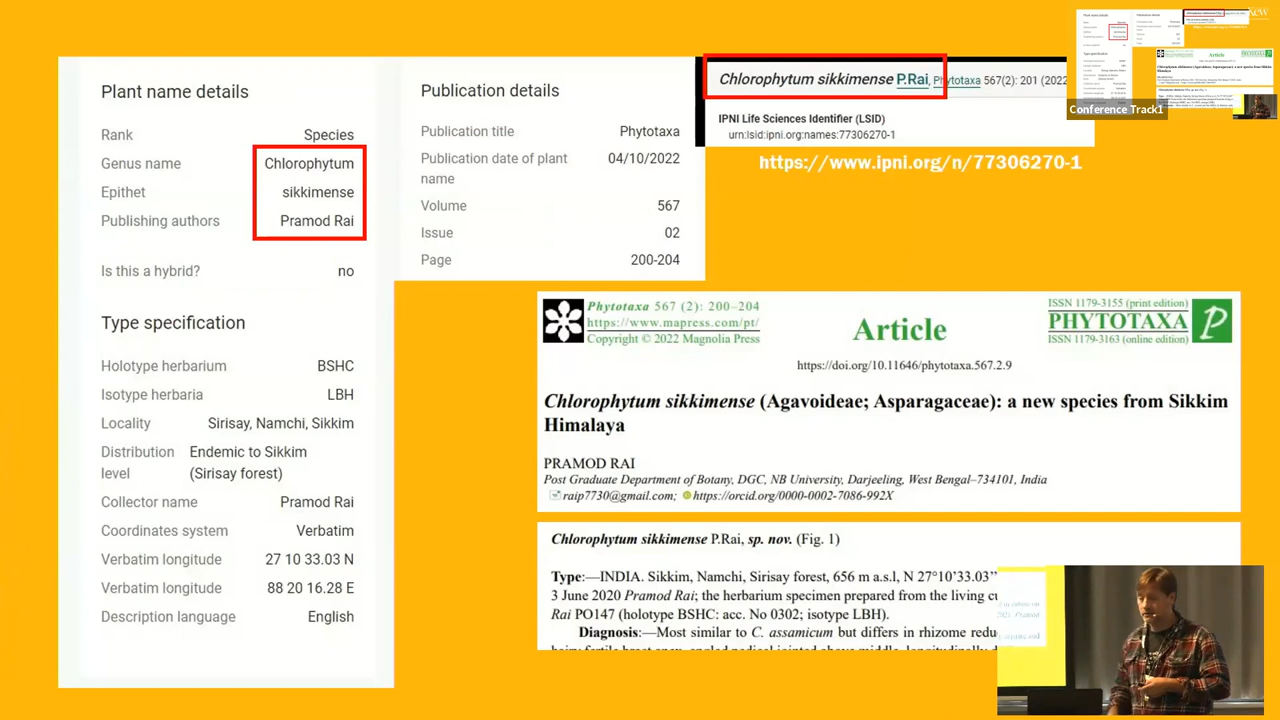 Plant name details
Rank Species
Genus name Chlorophytum
Epithet sikkimense
Publishing authors Pramod Rai
Is this a hybrid? no
Type specification
Holotype herbarium BSHC
Isotype herbaria LBH
Locality Sirisay, Namchi, Sikkim
Distribution Endemic to Sikkim
level (Sirisay forest)
Collector name Pramod Rai
Coordinates system Verbatim
Verbatim longitude 27 10 33.03 N
Verbatim longitude 88 20 16.28 E
Description language English
Publication details
Publication title Phytotaxa
Publication date of plant 04/10/2022
name
Volume 567
Issue 02
Page 200-204
Chlorophytum sikkimense P.Rai, Phytotaxa 567(2): 201 (2022
IPNI Life Sciences Identifier (LSID)
urn:lsid:ipni.org:names:77306270-1
https://www.ipni.org/n/77306270-1
Conference Track1
Phytotaxa 567 (2): 200–204
https://www.mapress.com/pt/
Copyright © 2022 Magnolia Press
Article
ISSN 1179-3155 (print edition)
PHYTOTAXA
ISSN 1179-3163 (online edition)
https://doi.org/10.11646/phytotaxa.567.2.9
Chlorophytum sikkimense (Agavoideae; Asparagaceae): a new species from Sikkim
Himalaya
PRAMOD RAI
Post Graduate Department of Botany, DGC, NB University, Darjeeling, West Bengal–734101, India
raip7730@gmail.com; https://orcid.org/0000-0002-7086-992X
Chlorophytum sikkimense P.Rai, sp. nov. (Fig. 1)
Type:—INDIA. Sikkim, Namchi, Sirisay forest, 656 m a.s.l, N 27°10’33.03”
3 June 2020 Pramod Rai; the herbarium specimen prepared from the living cu
Rai PO147 (holotype BSHC: acc. No 0302; isotype LBH).
Diagnosis:—Most similar to C. assamicum but differs in rhizome redu